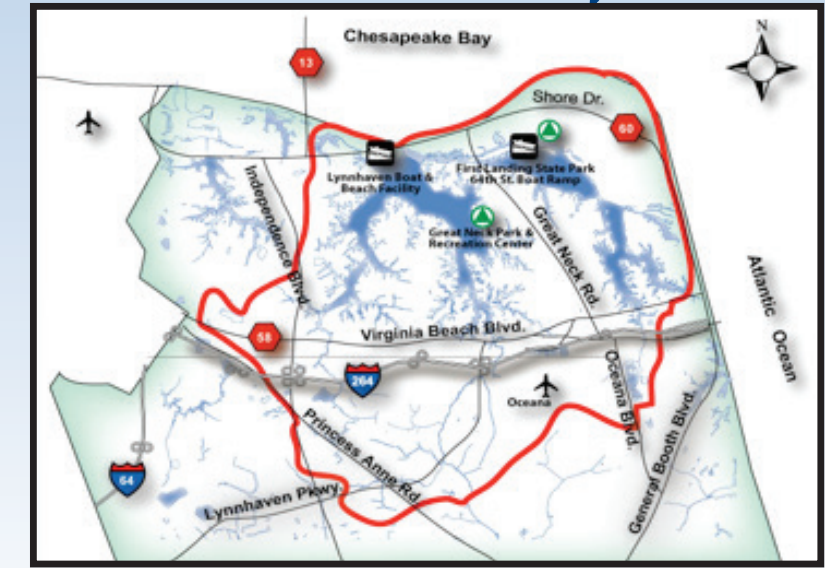 Chesapeake Bay
N
13
Shore Dr.
60
Lynnhaven Boat &
Beach Facility
First Landing State Park
64th St. Boat Ramp
Independence Blvd.
Great Neck Park &
Recreation Center
Great Neck Rd.
Atlantic Ocean
58
Virginia Beach Blvd.
264
Oceana
Oceana Blvd.
General Booth Blvd.
Princess Anne Rd.
64
Lynnhaven Pkwy.